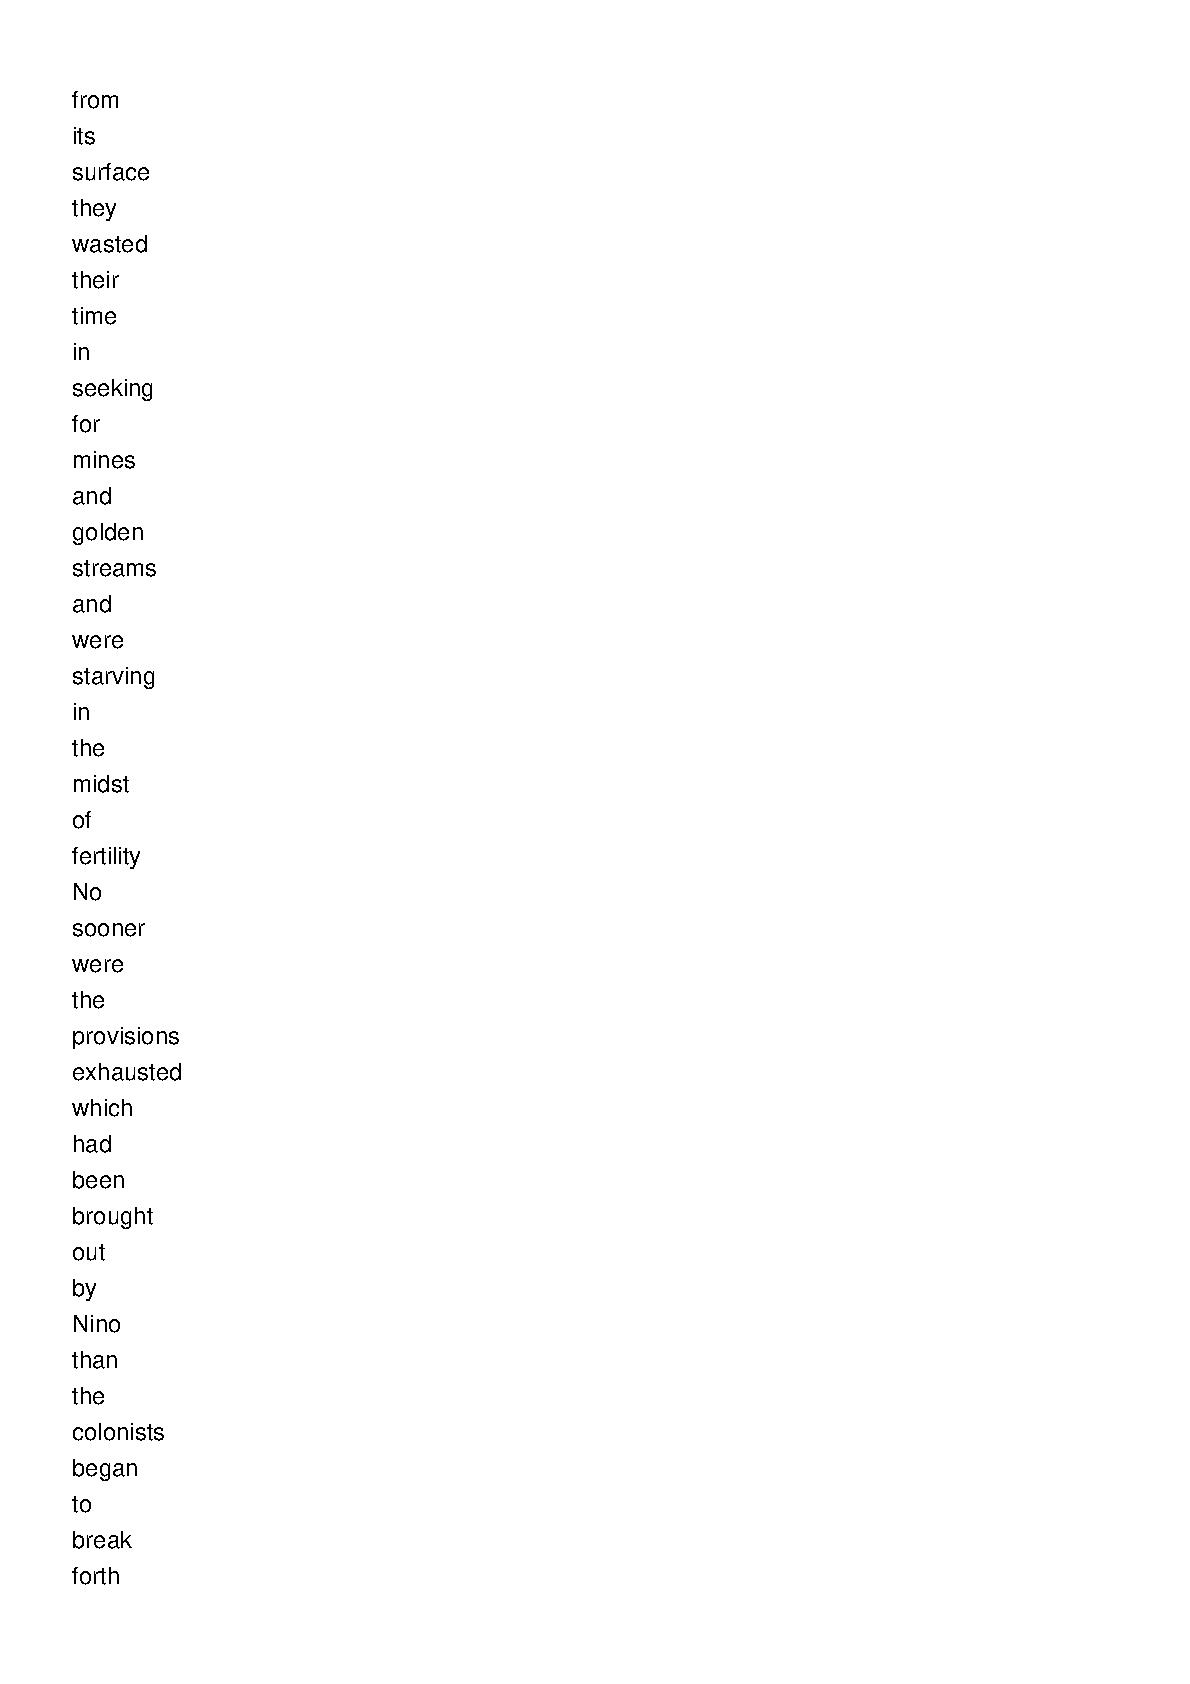 from
its
surface
they
wasted
their
time
in
seeking
for
mines
and
golden
streams
and
were
starving
in
the
midst
of
fertility
No
sooner
were
the
provisions
exhausted
which
had
been
brought
out
by
Nino
than
the
colonists
began
to
break
forth